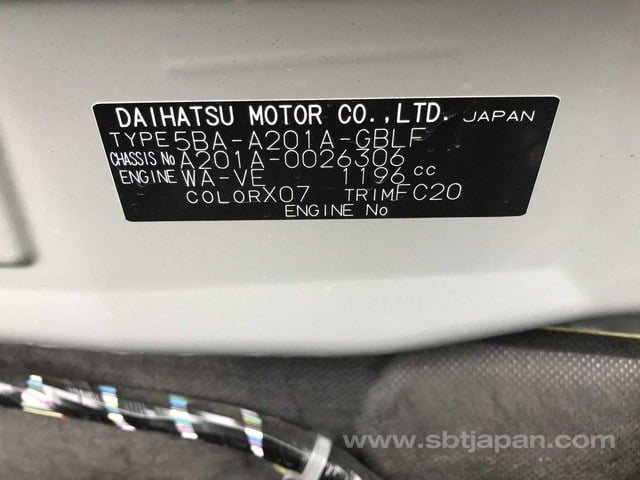 DAIHATSU MOTOR CO.,LTD. JAPAN
TYPE 5BA-A201A-GBLF
CHASSIS No A201A-0026306
ENGINE WA-VE 1196 cc
COLOR X07 TRIM FC20
ENGINE No
www.sbtjapan.com